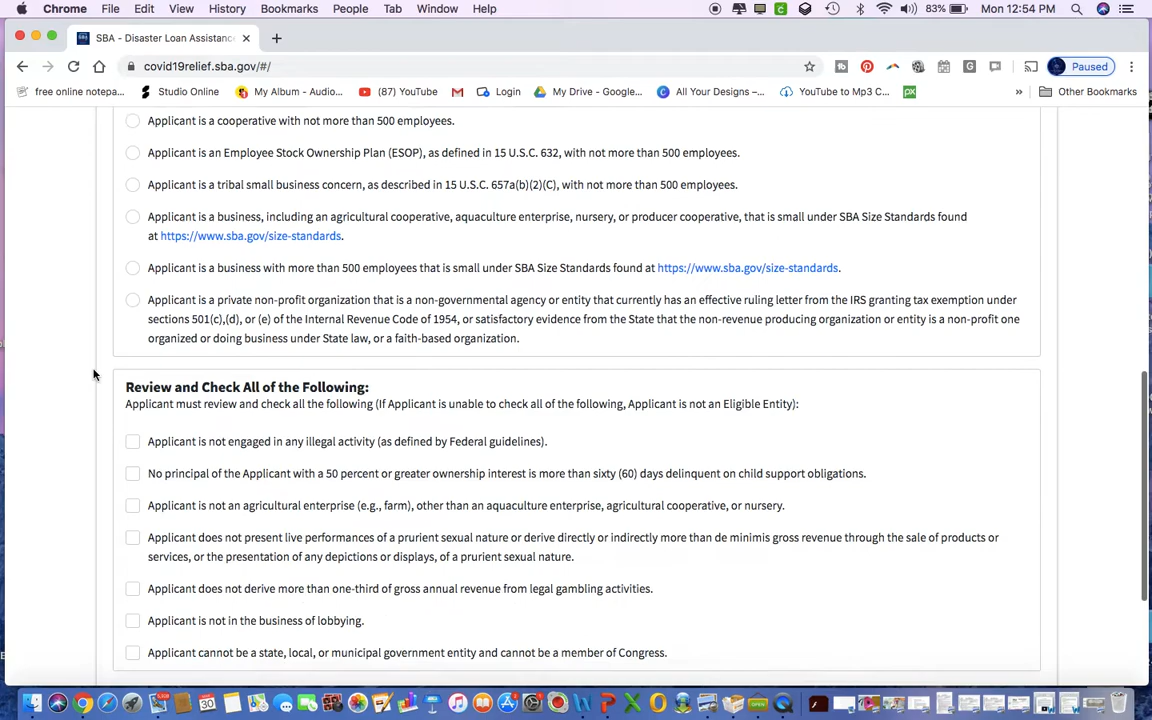 Chrome File Edit View History Bookmarks People Tab Window Help 83% Mon 12:54 PM
SBA - Disaster Loan Assistance
covid19relief.sba.gov/#/ Paused
free online notepa... Studio Online My Album - Audio... (87) YouTube Login My Drive - Google... All Your Designs –... YouTube to Mp3 C... » Other Bookmarks
Applicant is a cooperative with not more than 500 employees.
Applicant is an Employee Stock Ownership Plan (ESOP), as defined in 15 U.S.C. 632, with not more than 500 employees.
Applicant is a tribal small business concern, as described in 15 U.S.C. 657a(b)(2)(C), with not more than 500 employees.
Applicant is a business, including an agricultural cooperative, aquaculture enterprise, nursery, or producer cooperative, that is small under SBA Size Standards found
at https://www.sba.gov/size-standards.
Applicant is a business with more than 500 employees that is small under SBA Size Standards found at https://www.sba.gov/size-standards.
Applicant is a private non-profit organization that is a non-governmental agency or entity that currently has an effective ruling letter from the IRS granting tax exemption under
sections 501(c),(d), or (e) of the Internal Revenue Code of 1954, or satisfactory evidence from the State that the non-revenue producing organization or entity is a non-profit one
organized or doing business under State law, or a faith-based organization.
Review and Check All of the Following:
Applicant must review and check all the following (If Applicant is unable to check all of the following, Applicant is not an Eligible Entity):
Applicant is not engaged in any illegal activity (as defined by Federal guidelines).
No principal of the Applicant with a 50 percent or greater ownership interest is more than sixty (60) days delinquent on child support obligations.
Applicant is not an agricultural enterprise (e.g., farm), other than an aquaculture enterprise, agricultural cooperative, or nursery.
Applicant does not present live performances of a prurient sexual nature or derive directly or indirectly more than de minimis gross revenue through the sale of products or
services, or the presentation of any depictions or displays, of a prurient sexual nature.
Applicant does not derive more than one-third of gross annual revenue from legal gambling activities.
Applicant is not in the business of lobbying.
Applicant cannot be a state, local, or municipal government entity and cannot be a member of Congress.